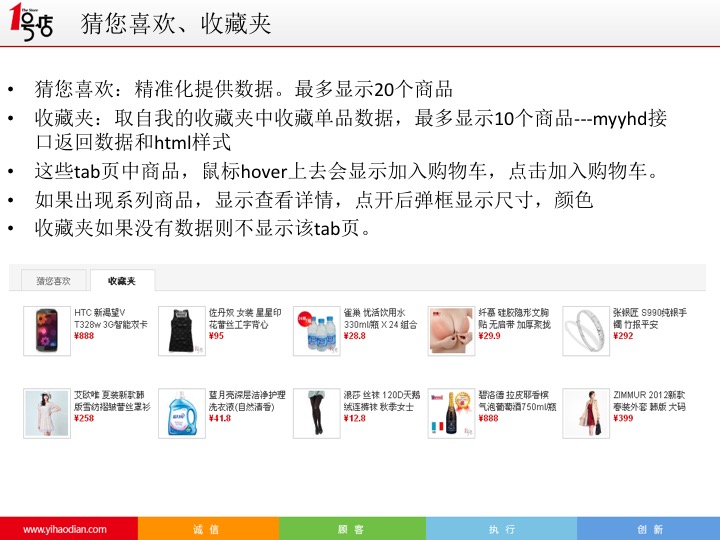 The Store
1号店
猜您喜欢、收藏夹
• 猜您喜欢：精准化提供数据。最多显示20个商品
• 收藏夹：取自我的收藏夹中收藏单品数据，最多显示10个商品---myyhd接
口返回数据和html样式
• 这些tab页中商品，鼠标hover上去会显示加入购物车，点击加入购物车。
• 如果出现系列商品，显示查看详情，点开后弹框显示尺寸，颜色
• 收藏夹如果没有数据则不显示该tab页。
猜您喜欢 收藏夹
HTC 新渴望V
T328w 3G智能双卡
¥888
佐丹奴 女装 星星印
花蕾丝工字背心
¥95
雀巢 优活饮用水
330ml/瓶 X 24 组合
¥28.8
纤慕 硅胶隐形文胸
贴 无肩带 加厚聚拢
¥29.9
张银匠 S990纯银手
镯 竹报平安
¥292
艾欧唯 夏装新款韩
版雪纺褶皱蕾丝罩衫
¥258
蓝月亮深层洁净护理
洗衣液(自然清香)
¥41.8
浪莎 丝袜 120D天鹅
绒连裤袜 秋季女士
¥12.8
碧洛德 拉皮耶香槟
气泡葡萄酒750ml/瓶
¥888
ZIMMUR 2012新款
春装外套 韩版 大码
¥399
www.yihaodian.com 诚 信 顾 客 执 行 创 新